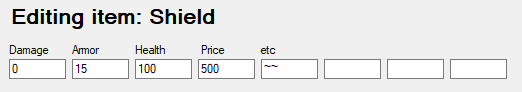 Editing item: Shield
Damage Armor Health Price etc
0 15 100 500 ~~